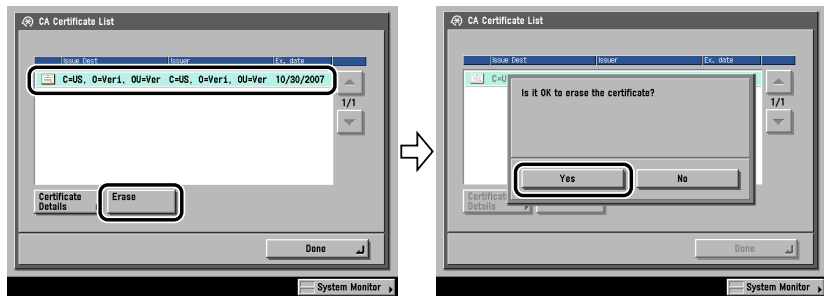 CA Certificate List
Issue Dest Issuer Ex. date
C=US, O=Veri, OU=Ver C=US, O=Veri, OU=Ver 10/30/2007
1/1
Certificate
Details
Erase
Done
System Monitor
CA Certificate List
Issue Dest Issuer Ex. date
C=U
1/1
Is it OK to erase the certificate?
Yes No
Certificat
Details
Done
System Monitor